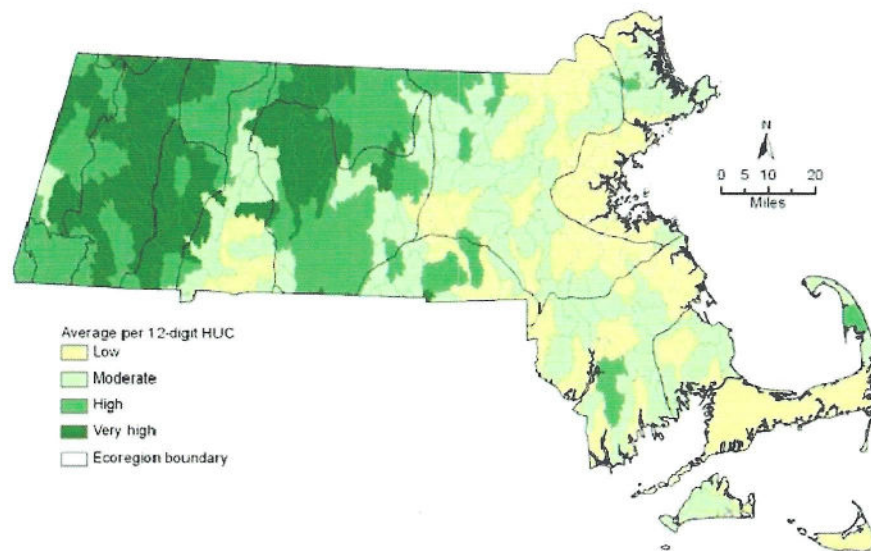 N
0 5 10 20
Miles
Average per 12-digit HUC
Low
Moderate
High
Very high
Ecoregion boundary